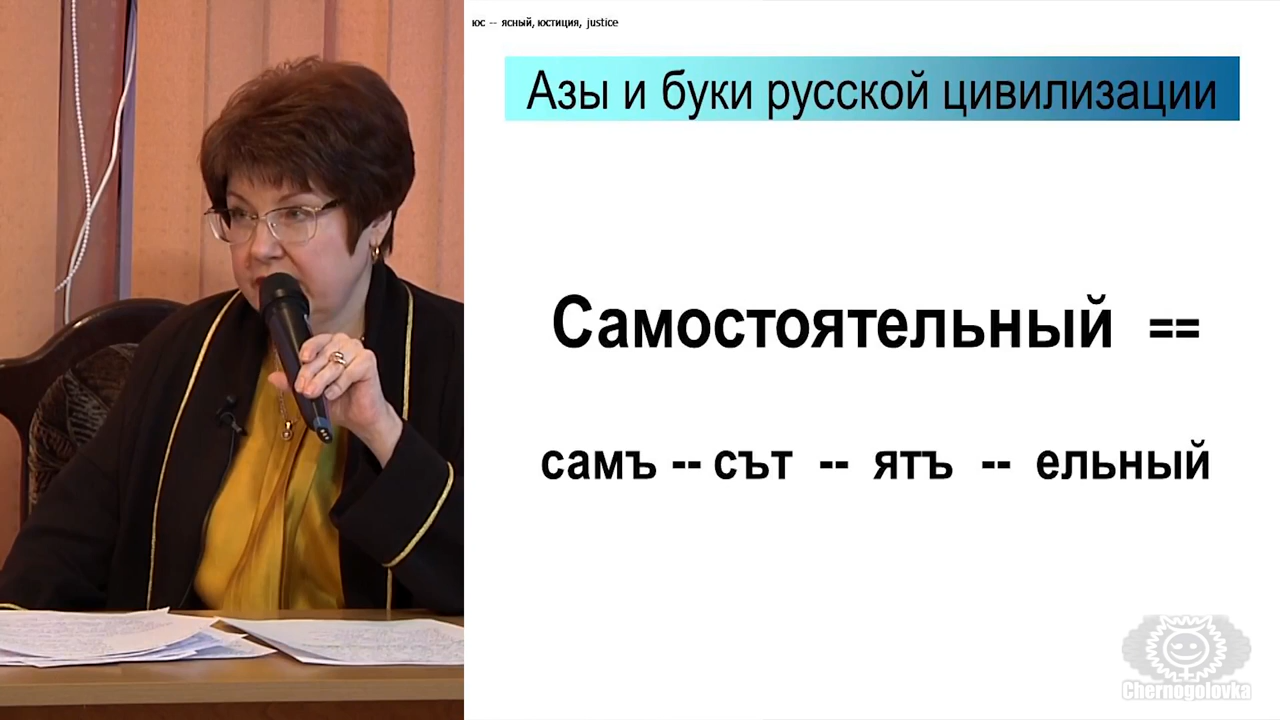 юс -- ясный, юстиция, justice
Азы и буки русской цивилизации
Самостоятельный ==
самъ -- сът -- ятъ -- ельный
Chernogolovka